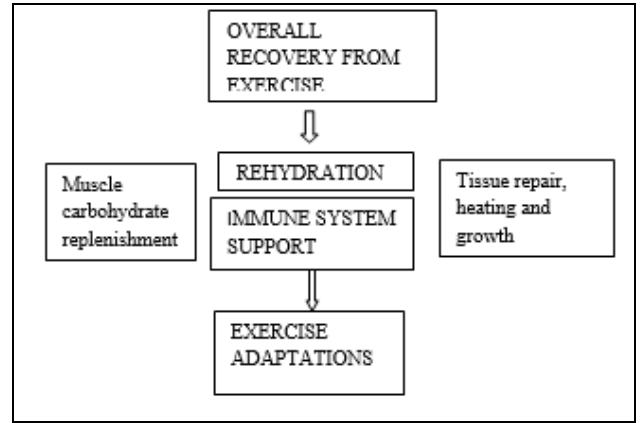 OVERALL
RECOVERY FROM
EXERCISE
REHYDRATION
Muscle
carbohydrate
replenishment
IMMUNE SYSTEM
SUPPORT
Tissue repair,
heating and
growth
EXERCISE
ADAPTATIONS